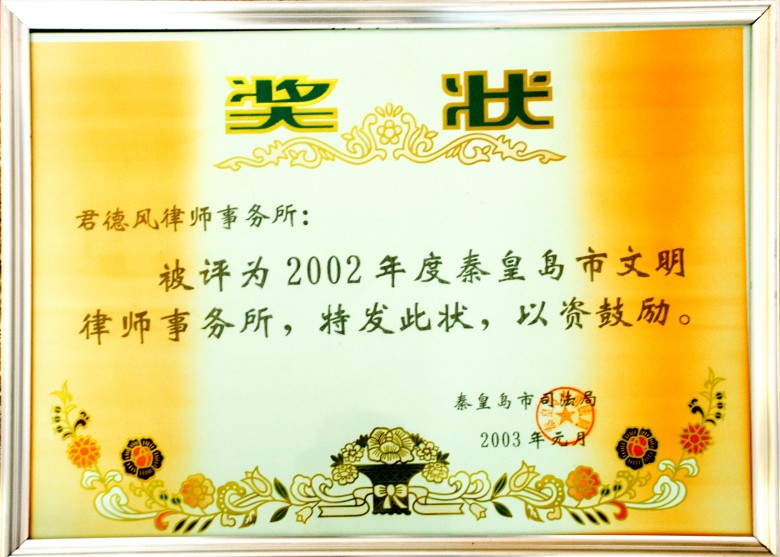 奖 状
君德风律师事务所：
被评为2002年度秦皇岛市文明
律师事务所，特发此状，以资鼓励。
秦皇岛市司法局
2003年元月